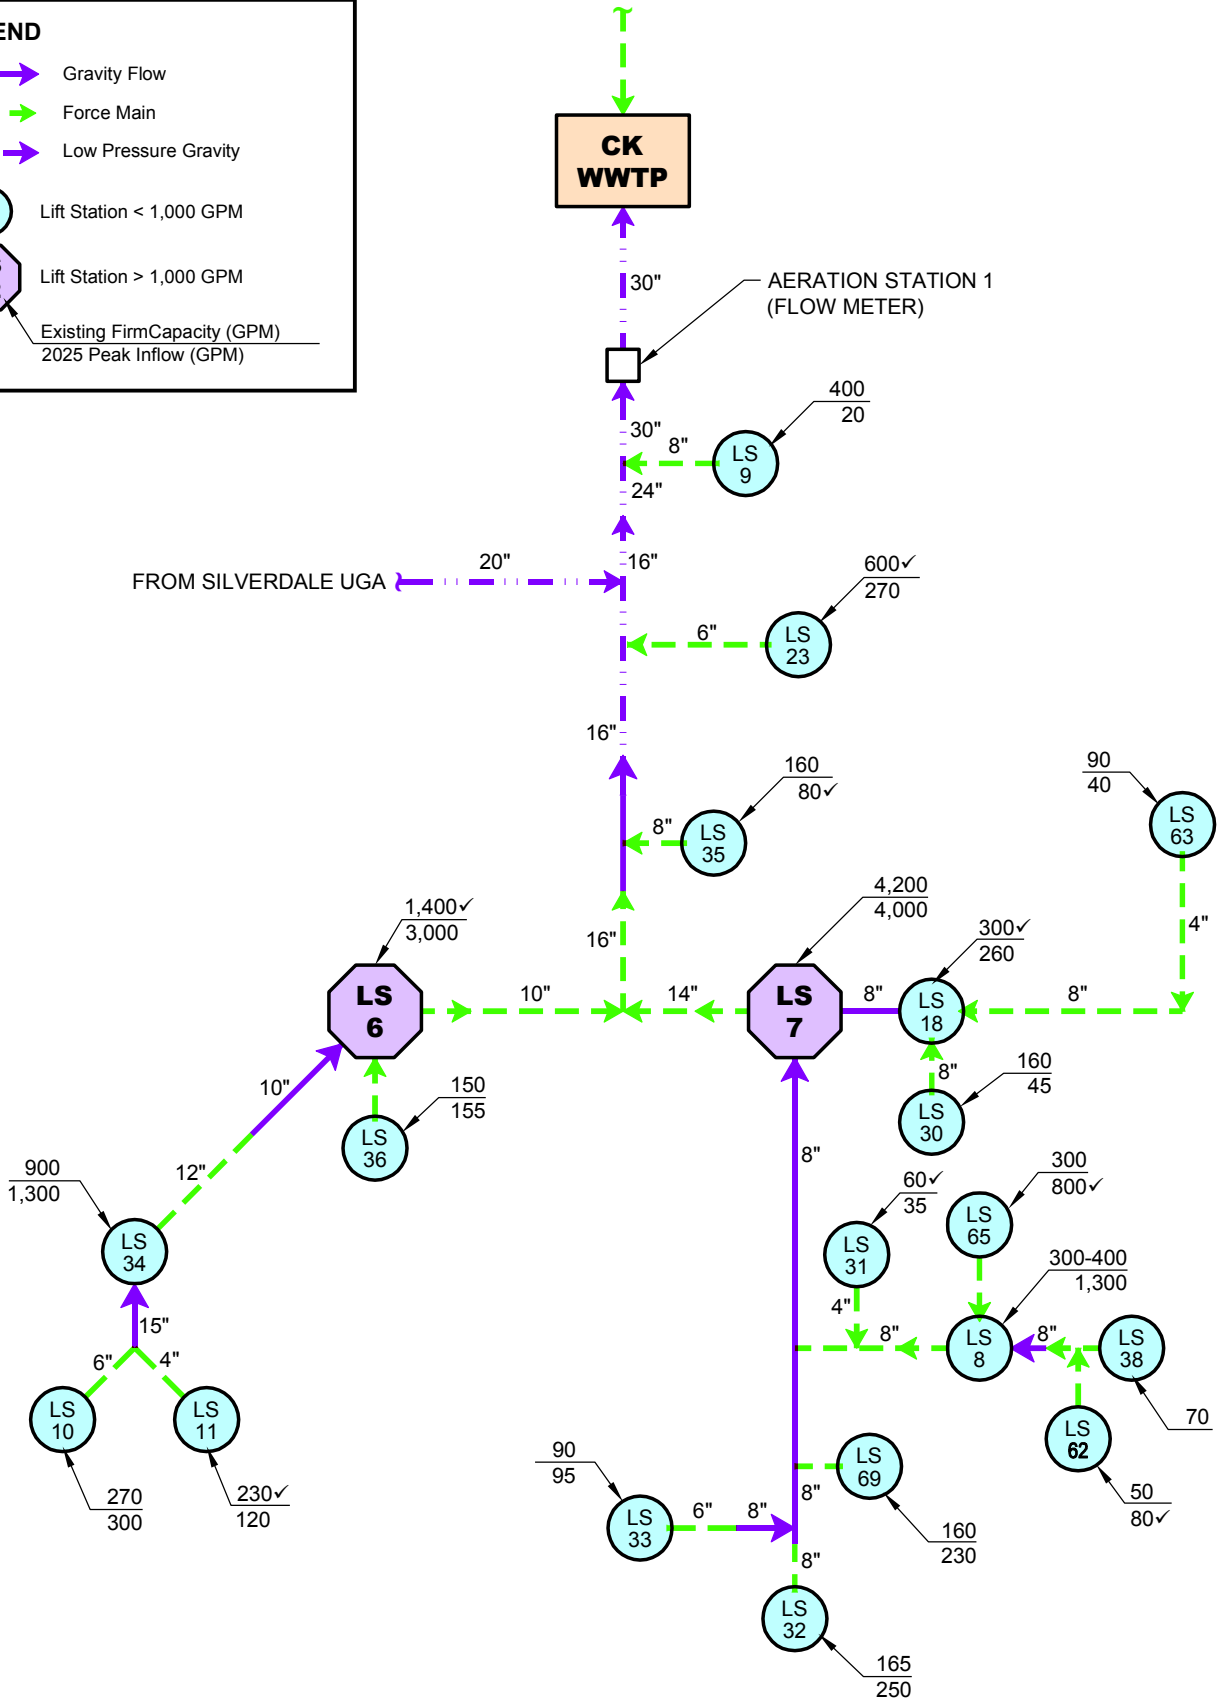 END
Gravity Flow
Force Main
Low Pressure Gravity
Lift Station < 1,000 GPM
Lift Station > 1,000 GPM
Existing FirmCapacity (GPM)
2025 Peak Inflow (GPM)
CK
WWTP
30"
AERATION STATION 1
(FLOW METER)
400
20
30"
8"
LS
9
24"
20"
16"
FROM SILVERDALE UGA
600✓
270
6"
LS
23
16"
160
80✓
8"
LS
35
90
40
LS
63
4"
1,400✓
3,000
16"
4,200
4,000
300✓
260
LS
6
10"
14"
LS
7
8"
LS
18
8"
10"
150
155
LS
36
8"
160
45
LS
30
900
1,300
12"
LS
34
8"
60✓
35
LS
31
300
800✓
LS
65
300-400
1,300
4"
8"
LS
8
8"
LS
38
70
15"
6"
4"
LS
10
LS
11
270
300
230✓
120
LS
62
50
80✓
90
95
LS
33
6"
8"
8"
LS
69
160
230
8"
LS
32
165
250